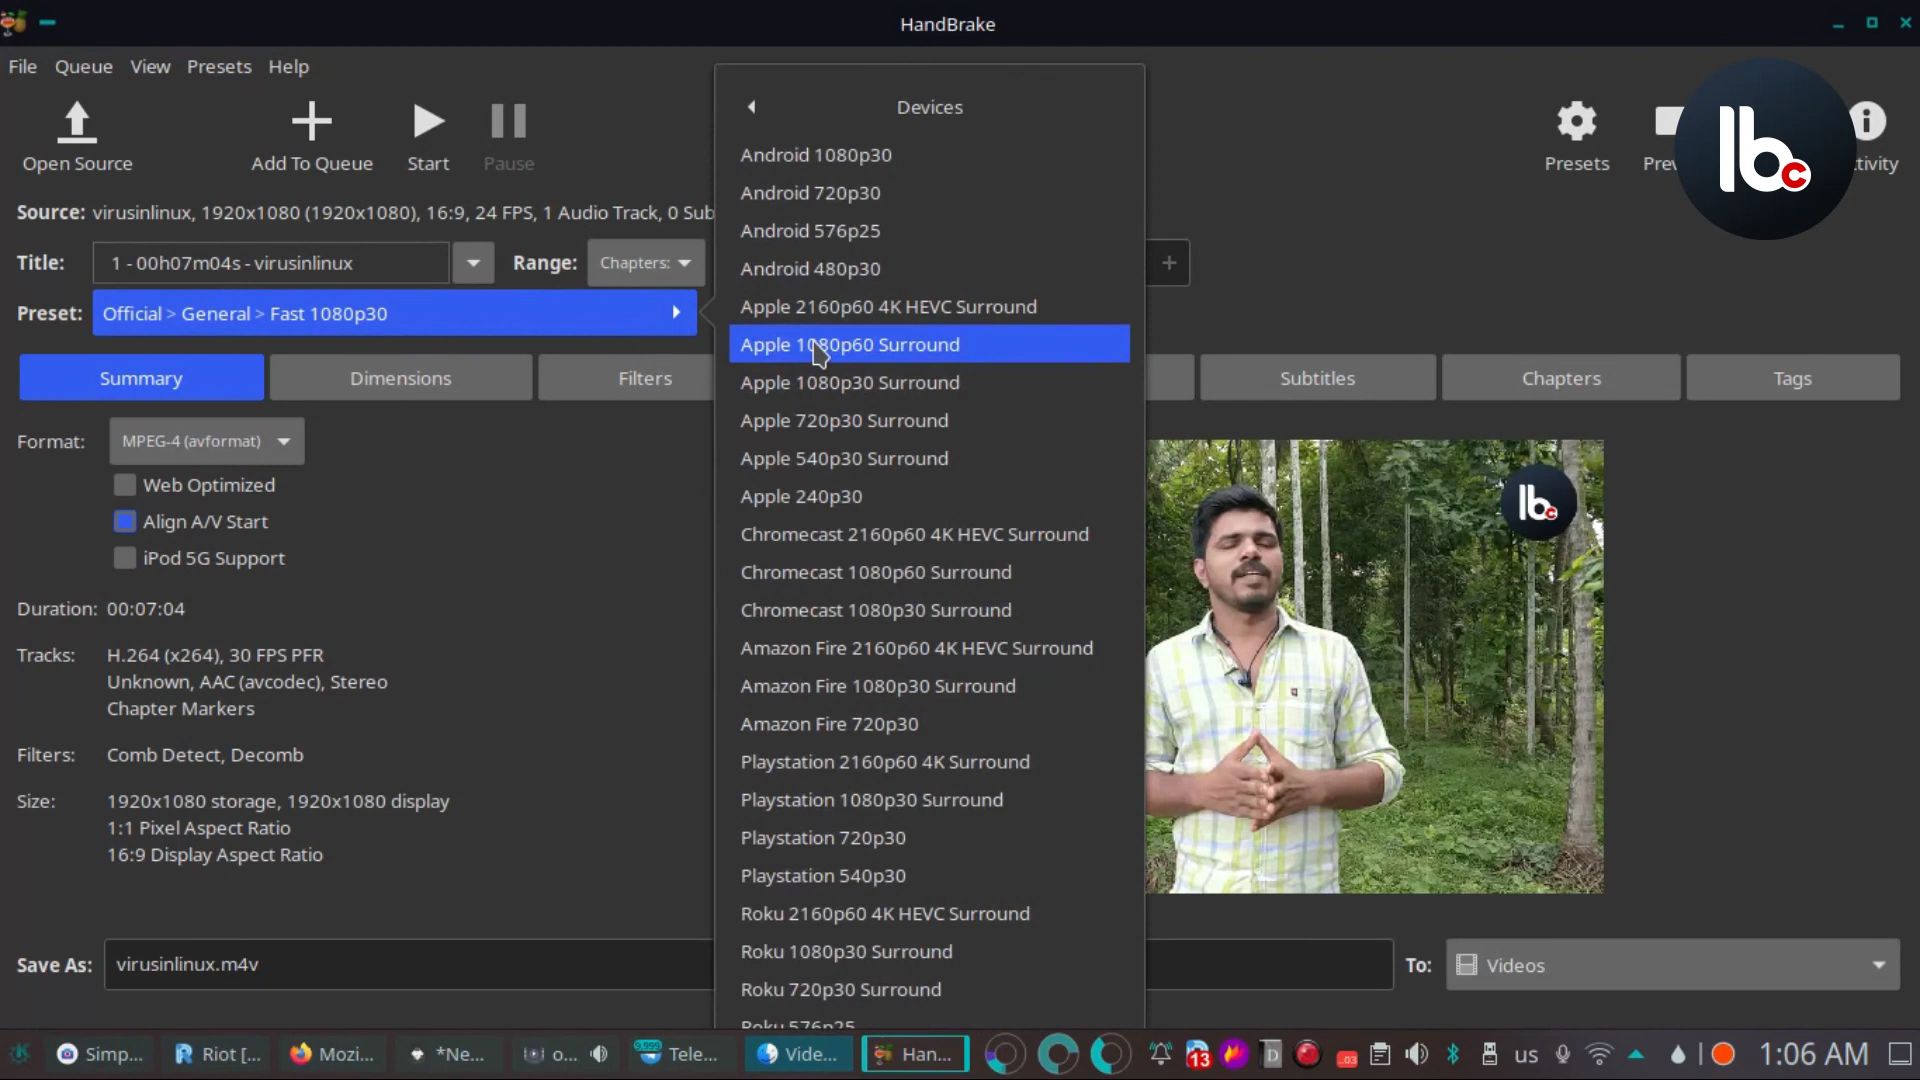 HandBrake
File Queue View Presets Help
Open Source
Add To Queue
Start
Pause
Presets
lbc
Source: virusinlinux, 1920x1080 (1920x1080), 16:9, 24 FPS, 1 Audio Track, 0 Sub
Title: 1 - 00h07m04s - virusinlinux
Range: Chapters:
Preset: Official > General > Fast 1080p30
Summary
Dimensions
Filters
Subtitles
Chapters
Tags
Format: MPEG-4 (avformat)
Web Optimized
Align A/V Start
iPod 5G Support
Duration: 00:07:04
Tracks: H.264 (x264), 30 FPS PFR
Unknown, AAC (avcodec), Stereo
Chapter Markers
Filters: Comb Detect, Decomb
Size: 1920x1080 storage, 1920x1080 display
1:1 Pixel Aspect Ratio
16:9 Display Aspect Ratio
Devices
Android 1080p30
Android 720p30
Android 576p25
Android 480p30
Apple 2160p60 4K HEVC Surround
Apple 1080p60 Surround
Apple 1080p30 Surround
Apple 720p30 Surround
Apple 540p30 Surround
Apple 240p30
Chromecast 2160p60 4K HEVC Surround
Chromecast 1080p60 Surround
Chromecast 1080p30 Surround
Amazon Fire 2160p60 4K HEVC Surround
Amazon Fire 1080p30 Surround
Amazon Fire 720p30
Playstation 2160p60 4K Surround
Playstation 1080p30 Surround
Playstation 720p30
Playstation 540p30
Roku 2160p60 4K HEVC Surround
Roku 1080p30 Surround
Roku 720p30 Surround
Roku 576p25
lbc
Save As: virusinlinux.m4v
To: Videos
Simp... Riot [... Mozi... *Ne... o... Tele... Vide... Han... 13 D .03 us 1:06 AM